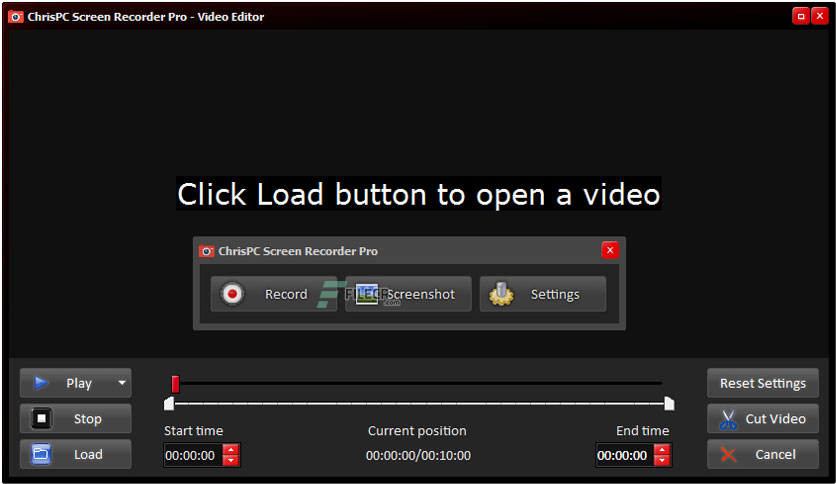 ChrisPC Screen Recorder Pro - Video Editor
Click Load button to open a video
ChrisPC Screen Recorder Pro
Record
Screenshot
Settings
FILECR
.com
Play
Reset Settings
Stop
Start time
Current position
End time
Cut Video
Load
00:00:00
00:00:00/00:10:00
00:00:00
Cancel